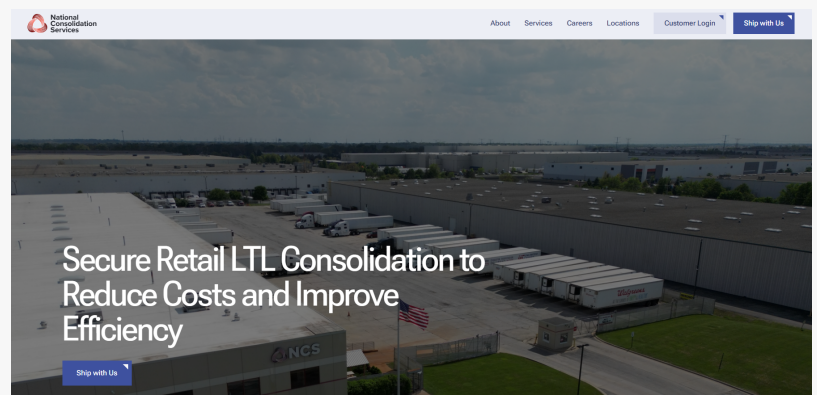 National
Consolidation
Services
About Services Careers Locations Customer Login Ship with Us
Secure Retail LTL Consolidation to
Reduce Costs and Improve
Efficiency
NCS
Ship with Us